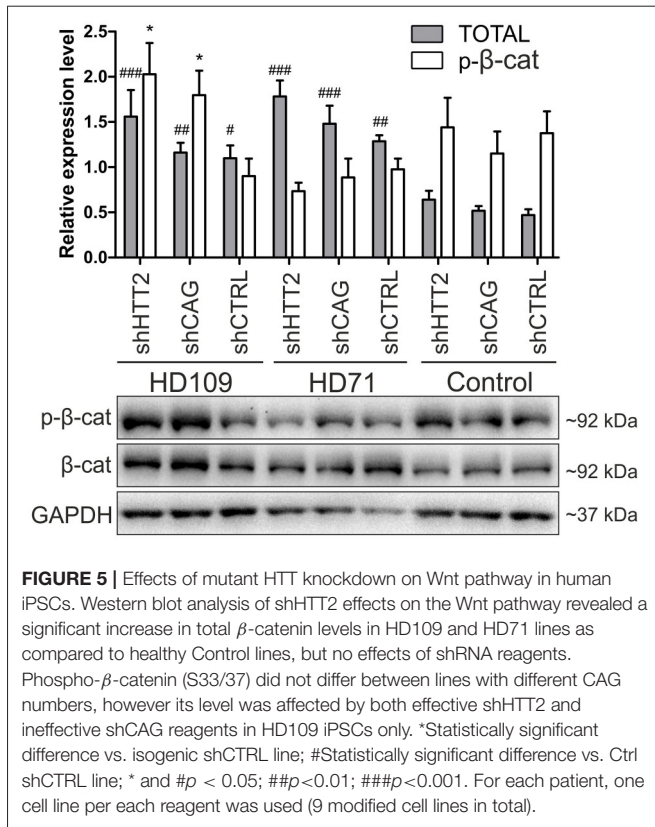 TOTAL
p-β-cat
Relative expression level
2.5
2.0
1.5
1.0
0.5
0.0
### * ## * # ### ### ##
shHTT2 shCAG shCTRL shHTT2 shCAG shCTRL shHTT2 shCAG shCTRL
HD109 HD71 Control
p-β-cat ~92 kDa
β-cat ~92 kDa
GAPDH ~37 kDa
FIGURE 5 | Effects of mutant HTT knockdown on Wnt pathway in human
iPSCs. Western blot analysis of shHTT2 effects on the Wnt pathway revealed a
significant increase in total β-catenin levels in HD109 and HD71 lines as
compared to healthy Control lines, but no effects of shRNA reagents.
Phospho-β-catenin (S33/37) did not differ between lines with different CAG
numbers, however its level was affected by both effective shHTT2 and
ineffective shCAG reagents in HD109 iPSCs only. *Statistically significant
difference vs. isogenic shCTRL line; #Statistically significant difference vs. Ctrl
shCTRL line; * and #p < 0.05; ##p<0.01; ###p<0.001. For each patient, one
cell line per each reagent was used (9 modified cell lines in total).